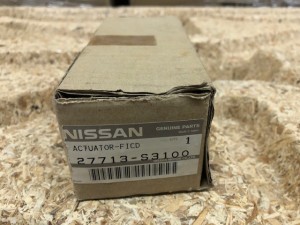 NISSAN
GENUINE PARTS
ACTUATOR-FICD
1
27713-S3100